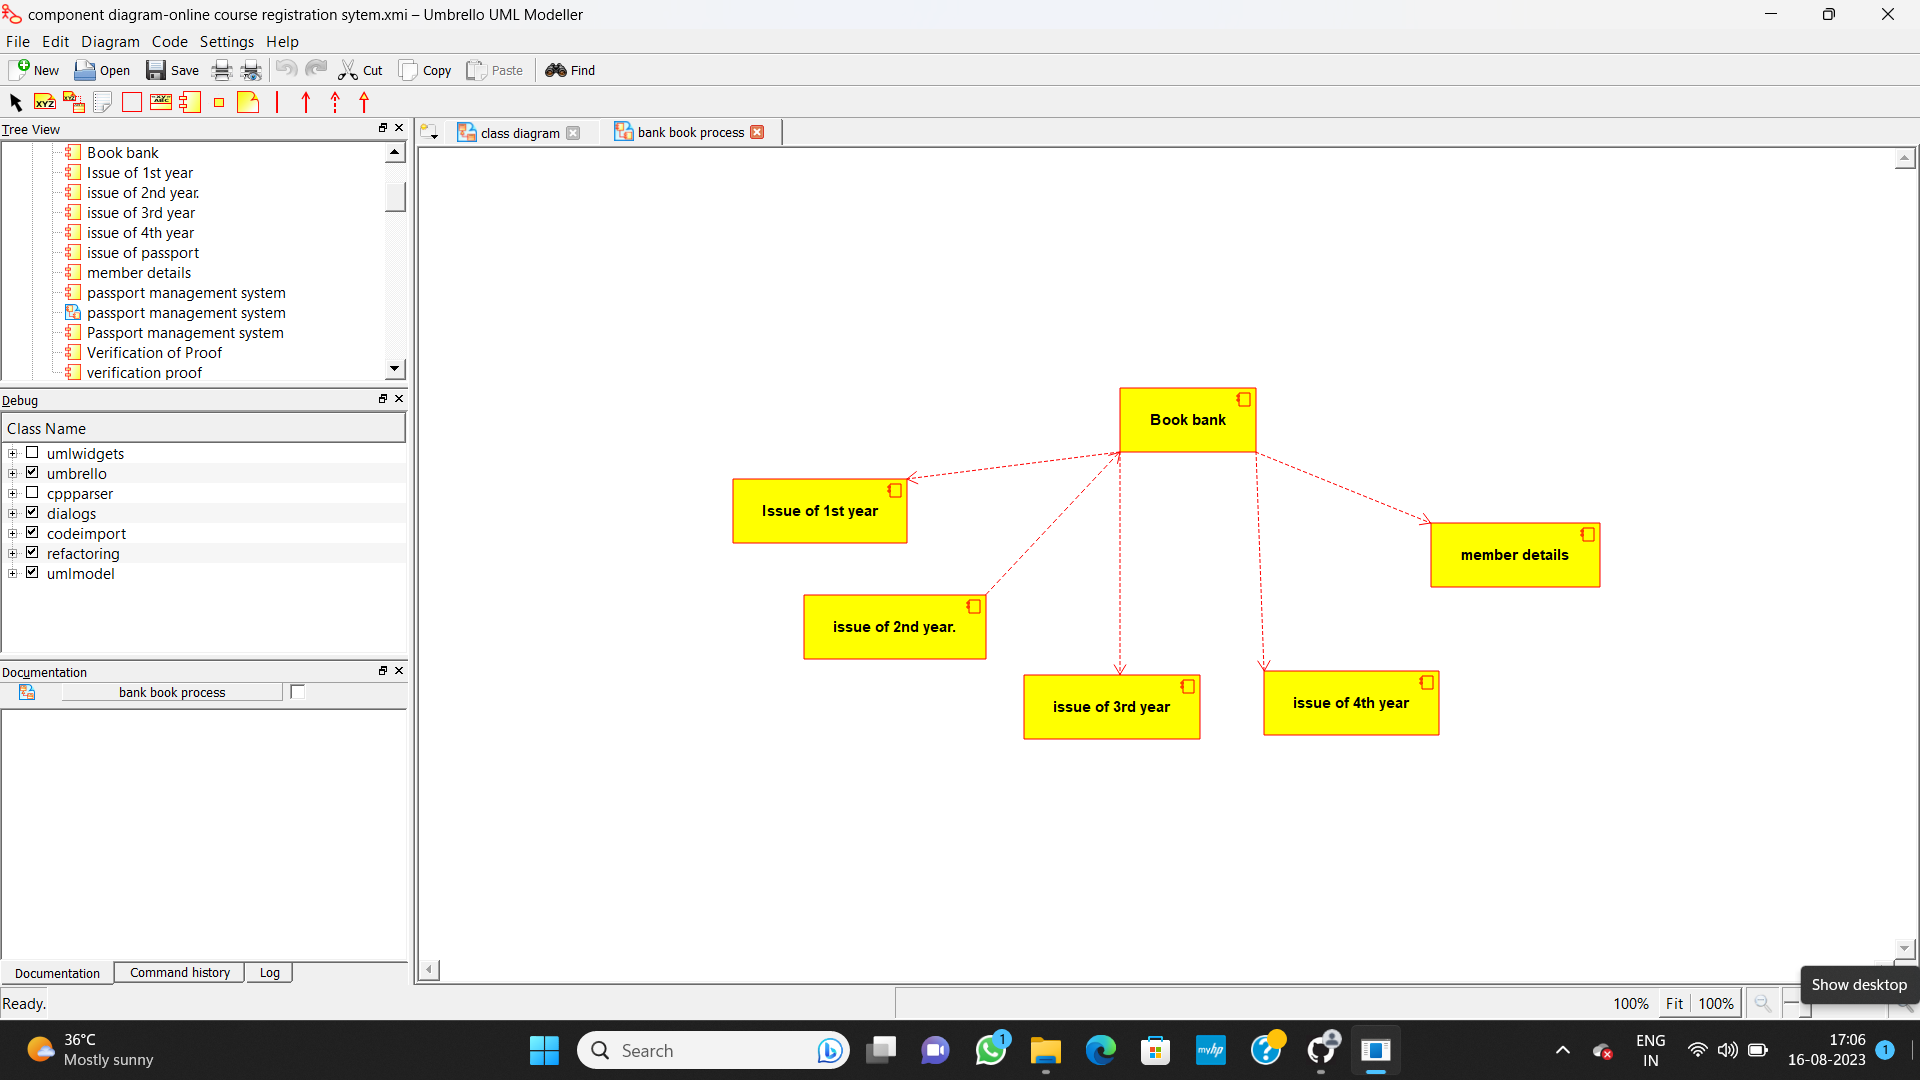 component diagram-online course registration sytem.xmi – Umbrello UML Modeller
File Edit Diagram Code Settings Help
New Open Save Cut Copy Paste Find
XYZ XYZ ABC
Tree View
class diagram
bank book process
Book bank
Issue of 1st year
issue of 2nd year.
issue of 3rd year
issue of 4th year
issue of passport
member details
passport management system
passport management system
Passport management system
Verification of Proof
verification proof
Debug
Class Name
umlwidgets
umbrello
cppparser
dialogs
codeimport
refactoring
umlmodel
Documentation
bank book process
Documentation Command history Log
Book bank
Issue of 1st year
member details
issue of 2nd year.
issue of 3rd year
issue of 4th year
Show desktop
Ready.
100% Fit 100%
36°C
Mostly sunny
Search
1
myhp
?
ENG
IN
17:06
16-08-2023
1